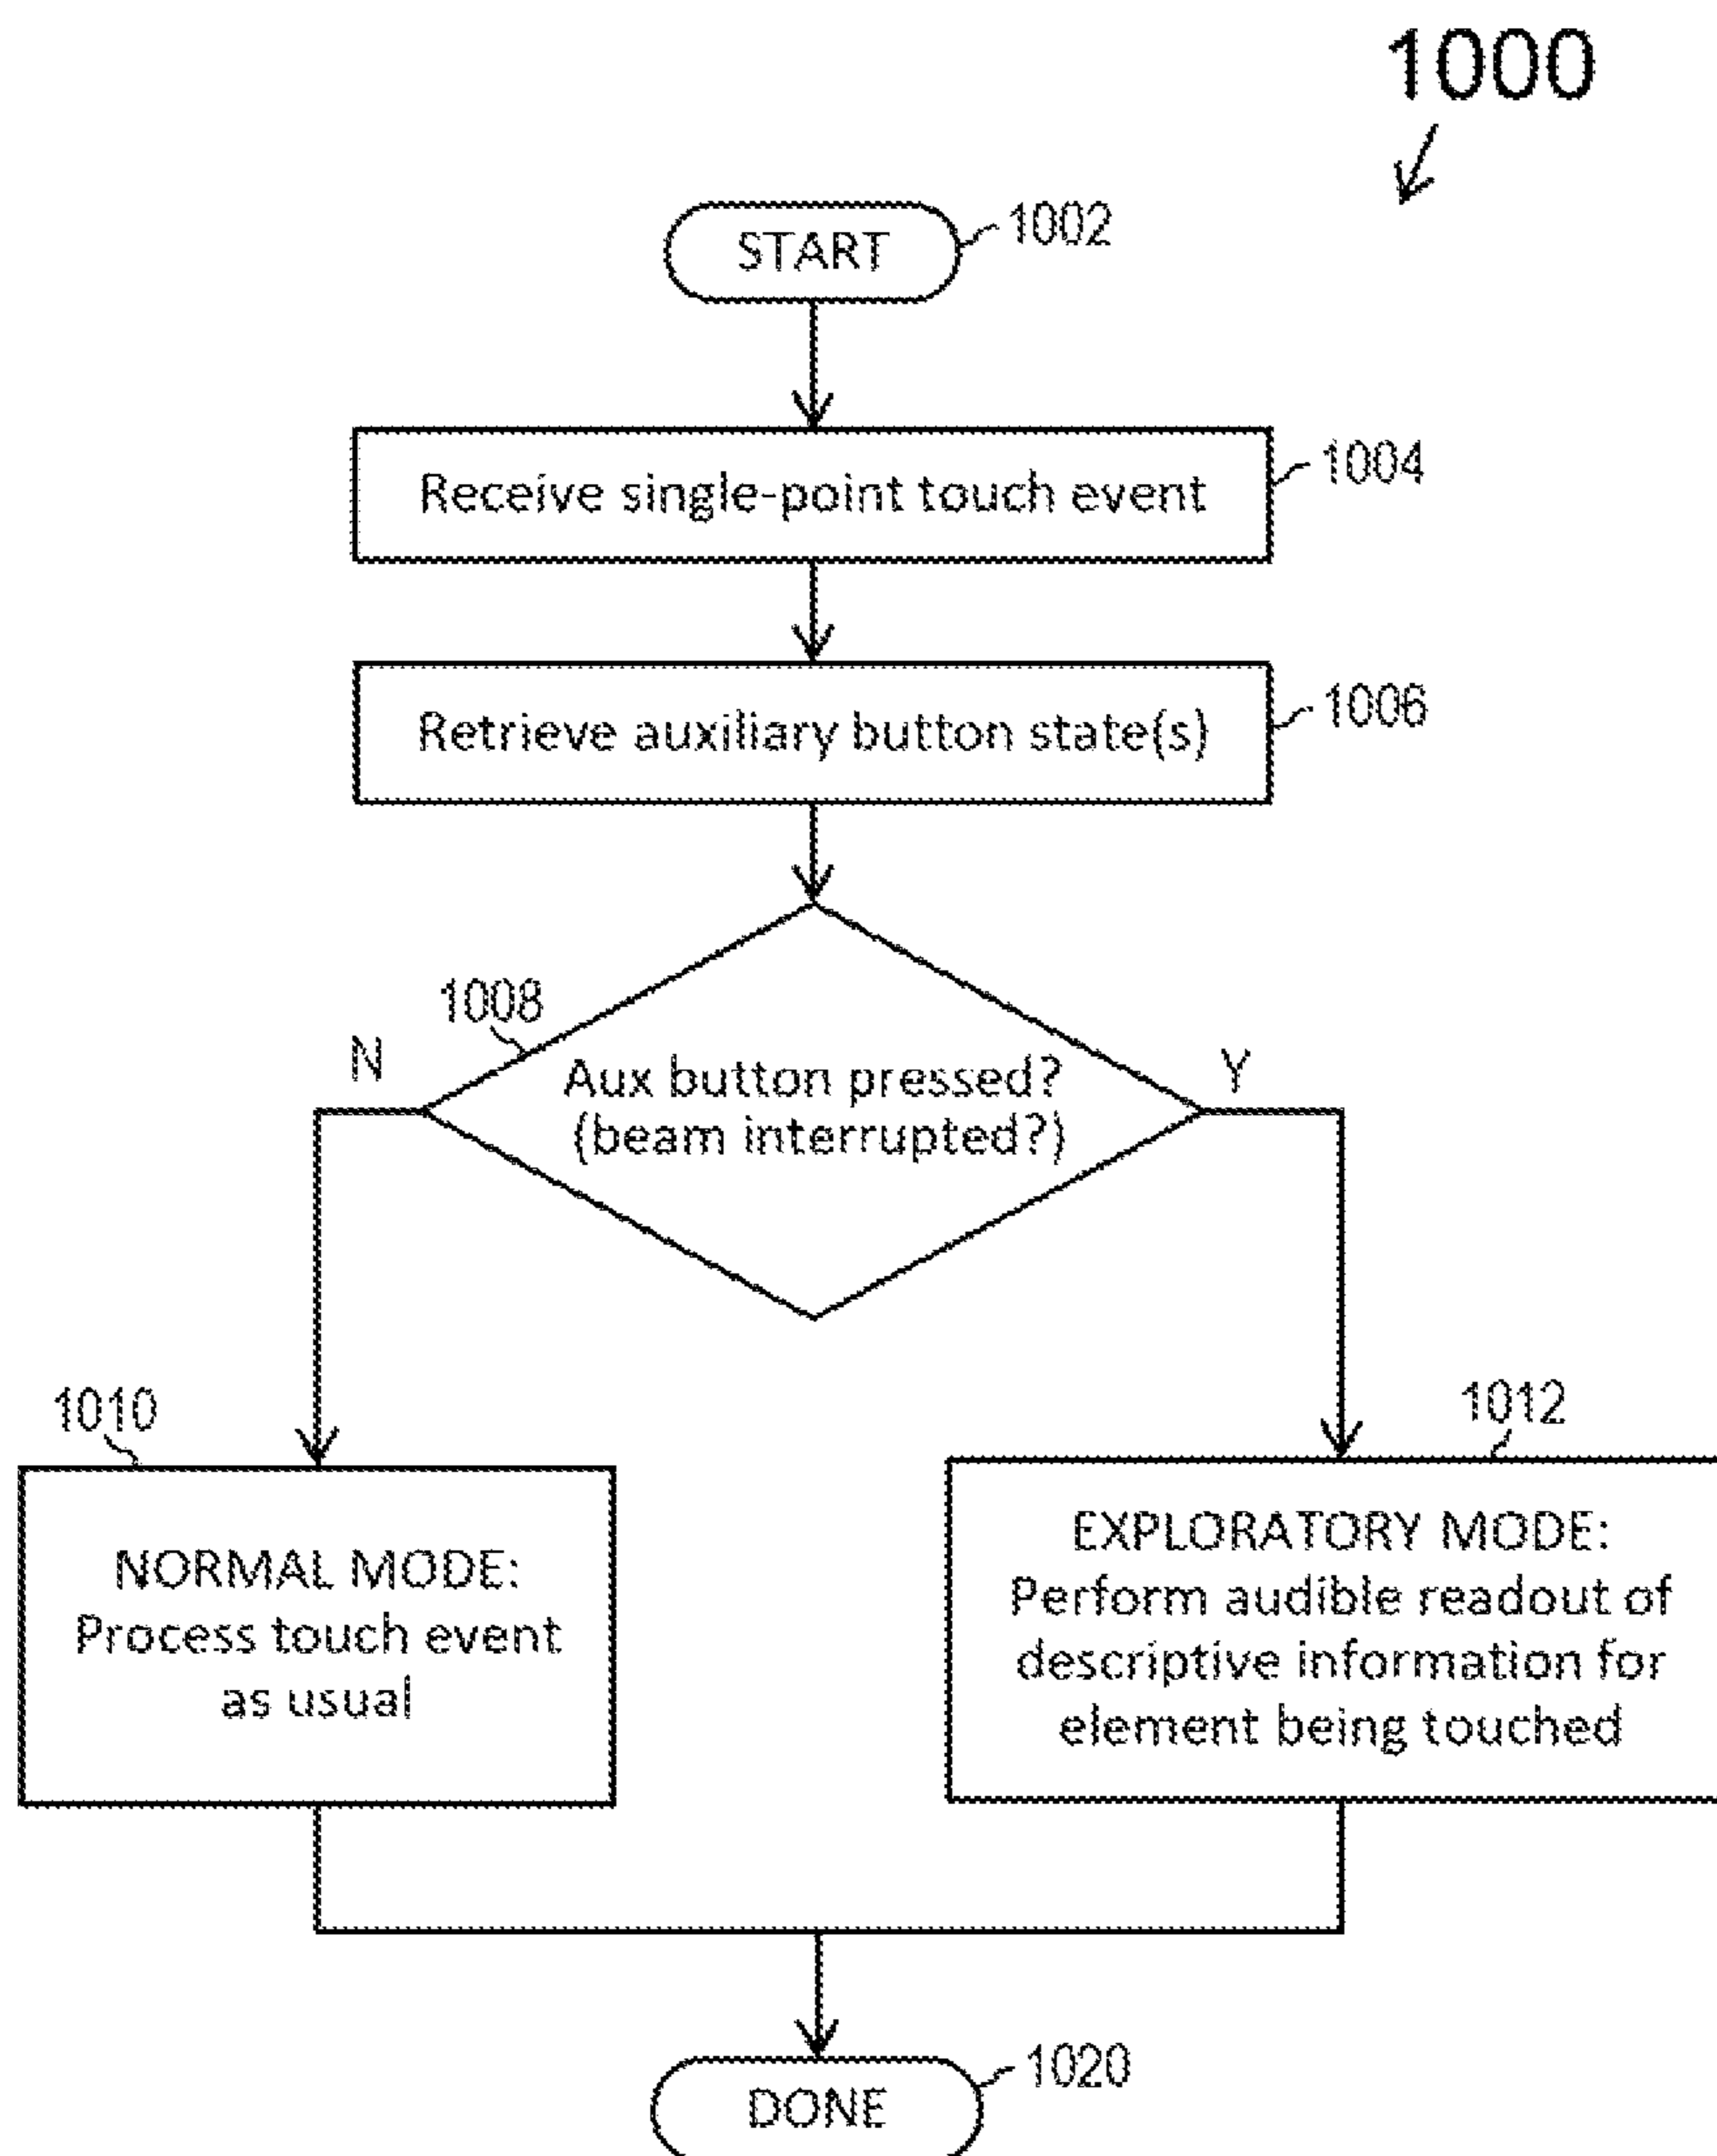 1000
START
1002
Receive single-point touch event
1004
Retrieve auxiliary button state(s)
1006
1008
N
Aux button pressed?
(beam interrupted?)
Y
1010
NORMAL MODE:
Process touch event
as usual
1012
EXPLORATORY MODE:
Perform audible readout of
descriptive information for
element being touched
DONE
1020